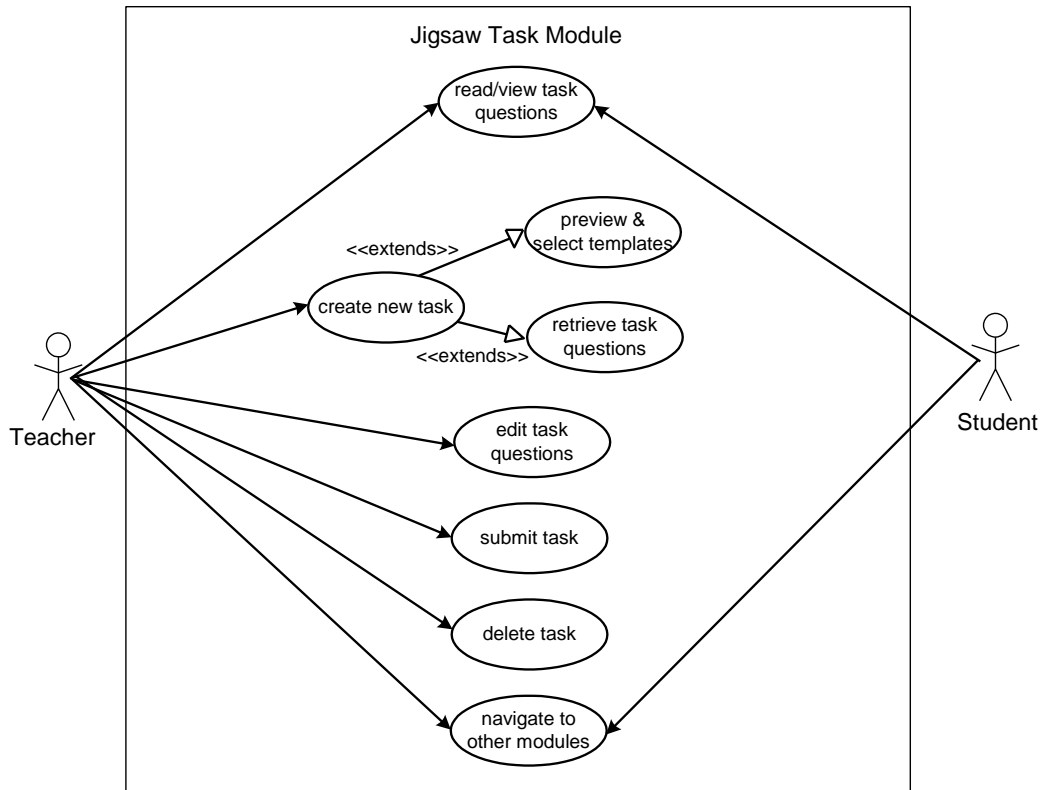 Jigsaw Task Module
read/view task
questions
preview &
select templates
<<extends>>
create new task
retrieve task
questions
<<extends>>
Teacher
Student
edit task
questions
submit task
delete task
navigate to
other modules